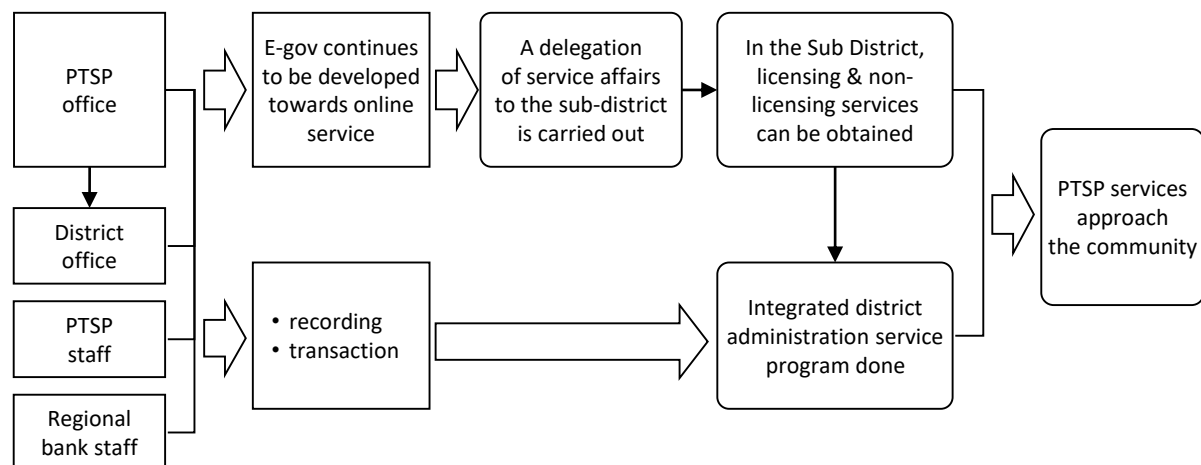 PTSP
office
E-gov continues
to be developed
towards online
service
A delegation
of service affairs
to the sub-district
is carried out
In the Sub District,
licensing & non-
licensing services
can be obtained
PTSP services
approach
the community
District
office
PTSP
staff
• recording
• transaction
Integrated district
administration service
program done
Regional
bank staff